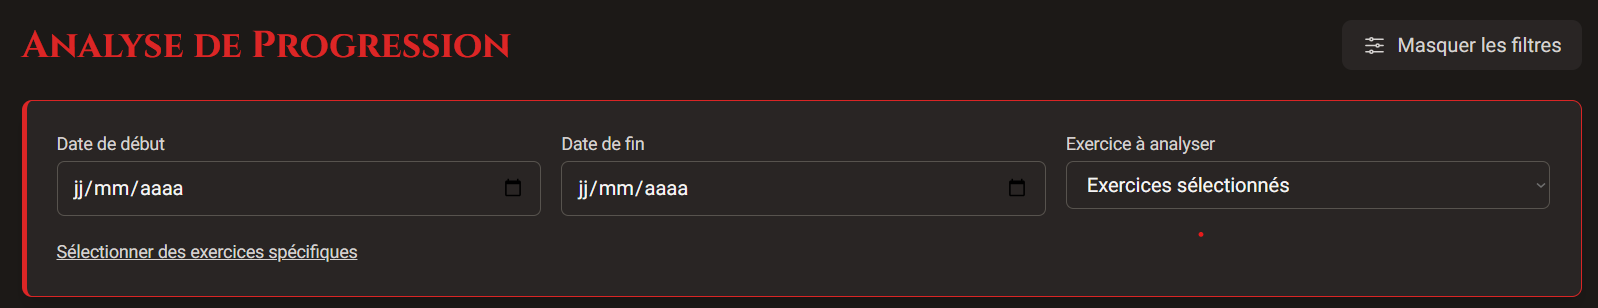 Analyse de Progression
Masquer les filtres
Date de début
Date de fin
Exercice à analyser
jj/mm/aaaa
jj/mm/aaaa
Exercices sélectionnés
Sélectionner des exercices spécifiques